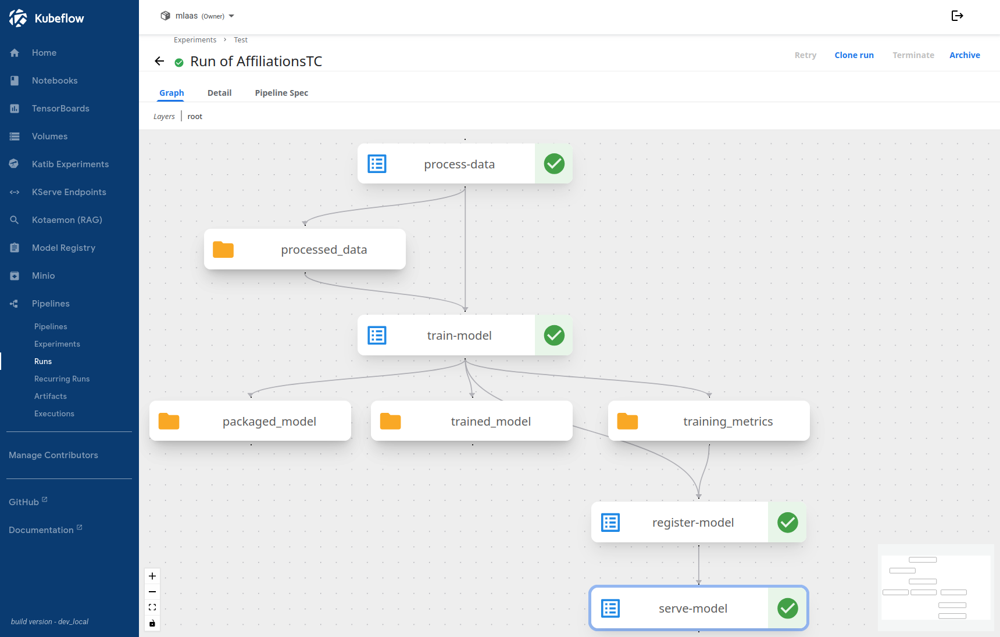 Kubeflow
Home
Notebooks
TensorBoards
Volumes
Katib Experiments
KServe Endpoints
Kotaemon (RAG)
Model Registry
Minio
Pipelines
Pipelines
Experiments
Runs
Recurring Runs
Artifacts
Executions
Manage Contributors
GitHub
Documentation
build version - dev_local
mlaas (Owner)
Experiments > Test
Run of AffiliationsTC
Retry Clone run Terminate Archive
Graph Detail Pipeline Spec
Layers root
process-data
processed_data
train-model
packaged_model trained_model training_metrics
register-model
serve-model